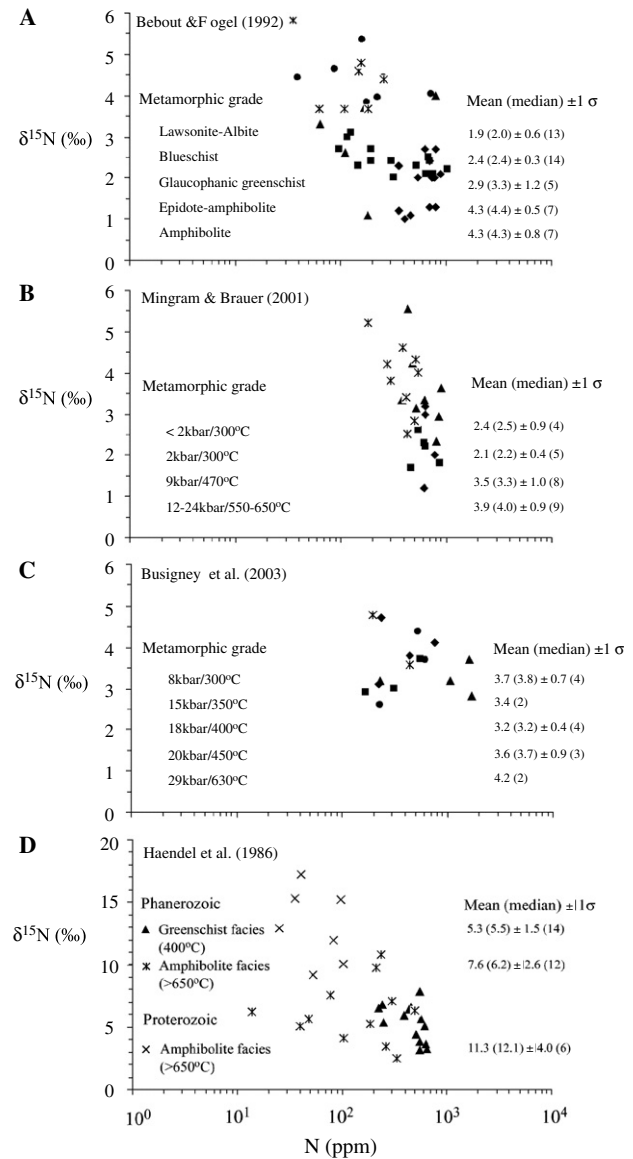 A
Bebout &F ogel (1992)
6
5
4
3
2
1
0
δ¹⁵N (‰)
Metamorphic grade
Mean (median) ±1 σ
Lawsonite-Albite
1.9 (2.0) ± 0.6 (13)
Blueschist
2.4 (2.4) ± 0.3 (14)
Glaucophanic greenschist
2.9 (3.3) ± 1.2 (5)
Epidote-amphibolite
4.3 (4.4) ± 0.5 (7)
Amphibolite
4.3 (4.3) ± 0.8 (7)
B
Mingram & Brauer (2001)
6
5
4
3
2
1
0
δ¹⁵N (‰)
Metamorphic grade
Mean (median) ±1 σ
< 2kbar/300°C
2.4 (2.5) ± 0.9 (4)
2kbar/300°C
2.1 (2.2) ± 0.4 (5)
9kbar/470°C
3.5 (3.3) ± 1.0 (8)
12-24kbar/550-650°C
3.9 (4.0) ± 0.9 (9)
C
Busigney et al. (2003)
6
5
4
3
2
1
0
δ¹⁵N (‰)
Metamorphic grade
Mean (median) ±1 σ
8kbar/300°C
3.7 (3.8) ± 0.7 (4)
15kbar/350°C
3.4 (2)
18kbar/400°C
3.2 (3.2) ± 0.4 (4)
20kbar/450°C
3.6 (3.7) ± 0.9 (3)
29kbar/630°C
4.2 (2)
D
Haendel et al. (1986)
20
15
10
5
0
δ¹⁵N (‰)
Phanerozoic
Mean (median) ±1σ
Greenschist facies
(400°C)
5.3 (5.5) ± 1.5 (14)
Amphibolite facies
(>650°C)
7.6 (6.2) ± 2.6 (12)
Proterozoic
Amphibolite facies
(>650°C)
11.3 (12.1) ± 4.0 (6)
10⁰ 10¹ 10² 10³ 10⁴
N (ppm)